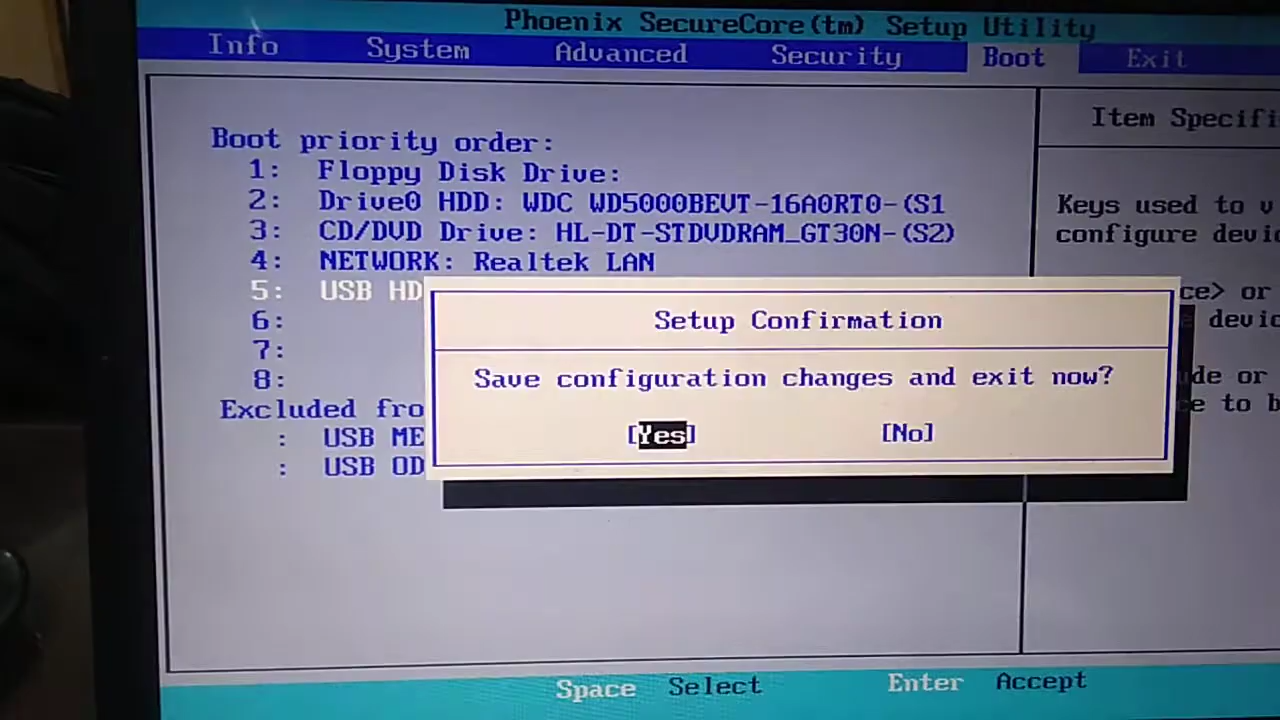 Phoenix SecureCore(tm) Setup Utility
Info System Advanced Security Boot Exit
Boot priority order:
1: Floppy Disk Drive:
2: Drive0 HDD: WDC WD5000BEVT-16A0RT0-(S1
3: CD/DVD Drive: HL-DT-STDVDRAM_GT30N-(S2)
4: NETWORK: Realtek LAN
5: USB HD
6:
7:
8:
Excluded fro
: USB ME
: USB OD
Setup Confirmation
Save configuration changes and exit now?
[Yes] [No]
Item Specifi
Keys used to v
configure devic
ce> or
devic
de or
e to b
Space Select Enter Accept